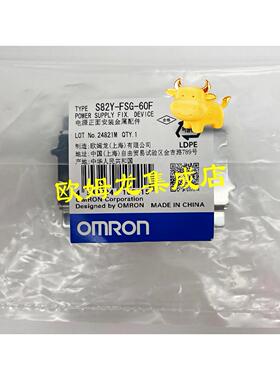 TYPE S82Y-FSG-60F
POWER SUPPLY FIX. DEVICE
电源正面安装金属配件
合格
LOT No.24821M QTY.1
LDPE
制造:欧姆龙(上海)有限公司
地址:中国(上海)自由贸易试验区金吉路789号
产地:中华人民共和国
欧姆龙集成店
OMRON Corporation
Designed by OMRON MADE IN CHINA
OMRON